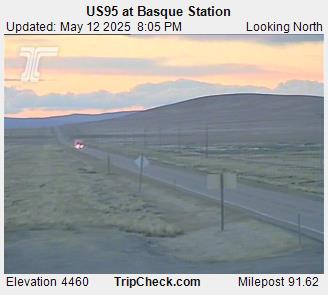 US95 at Basque Station
Updated: May 12 2025 8:05 PM Looking North
Elevation 4460 TripCheck.com Milepost 91.62